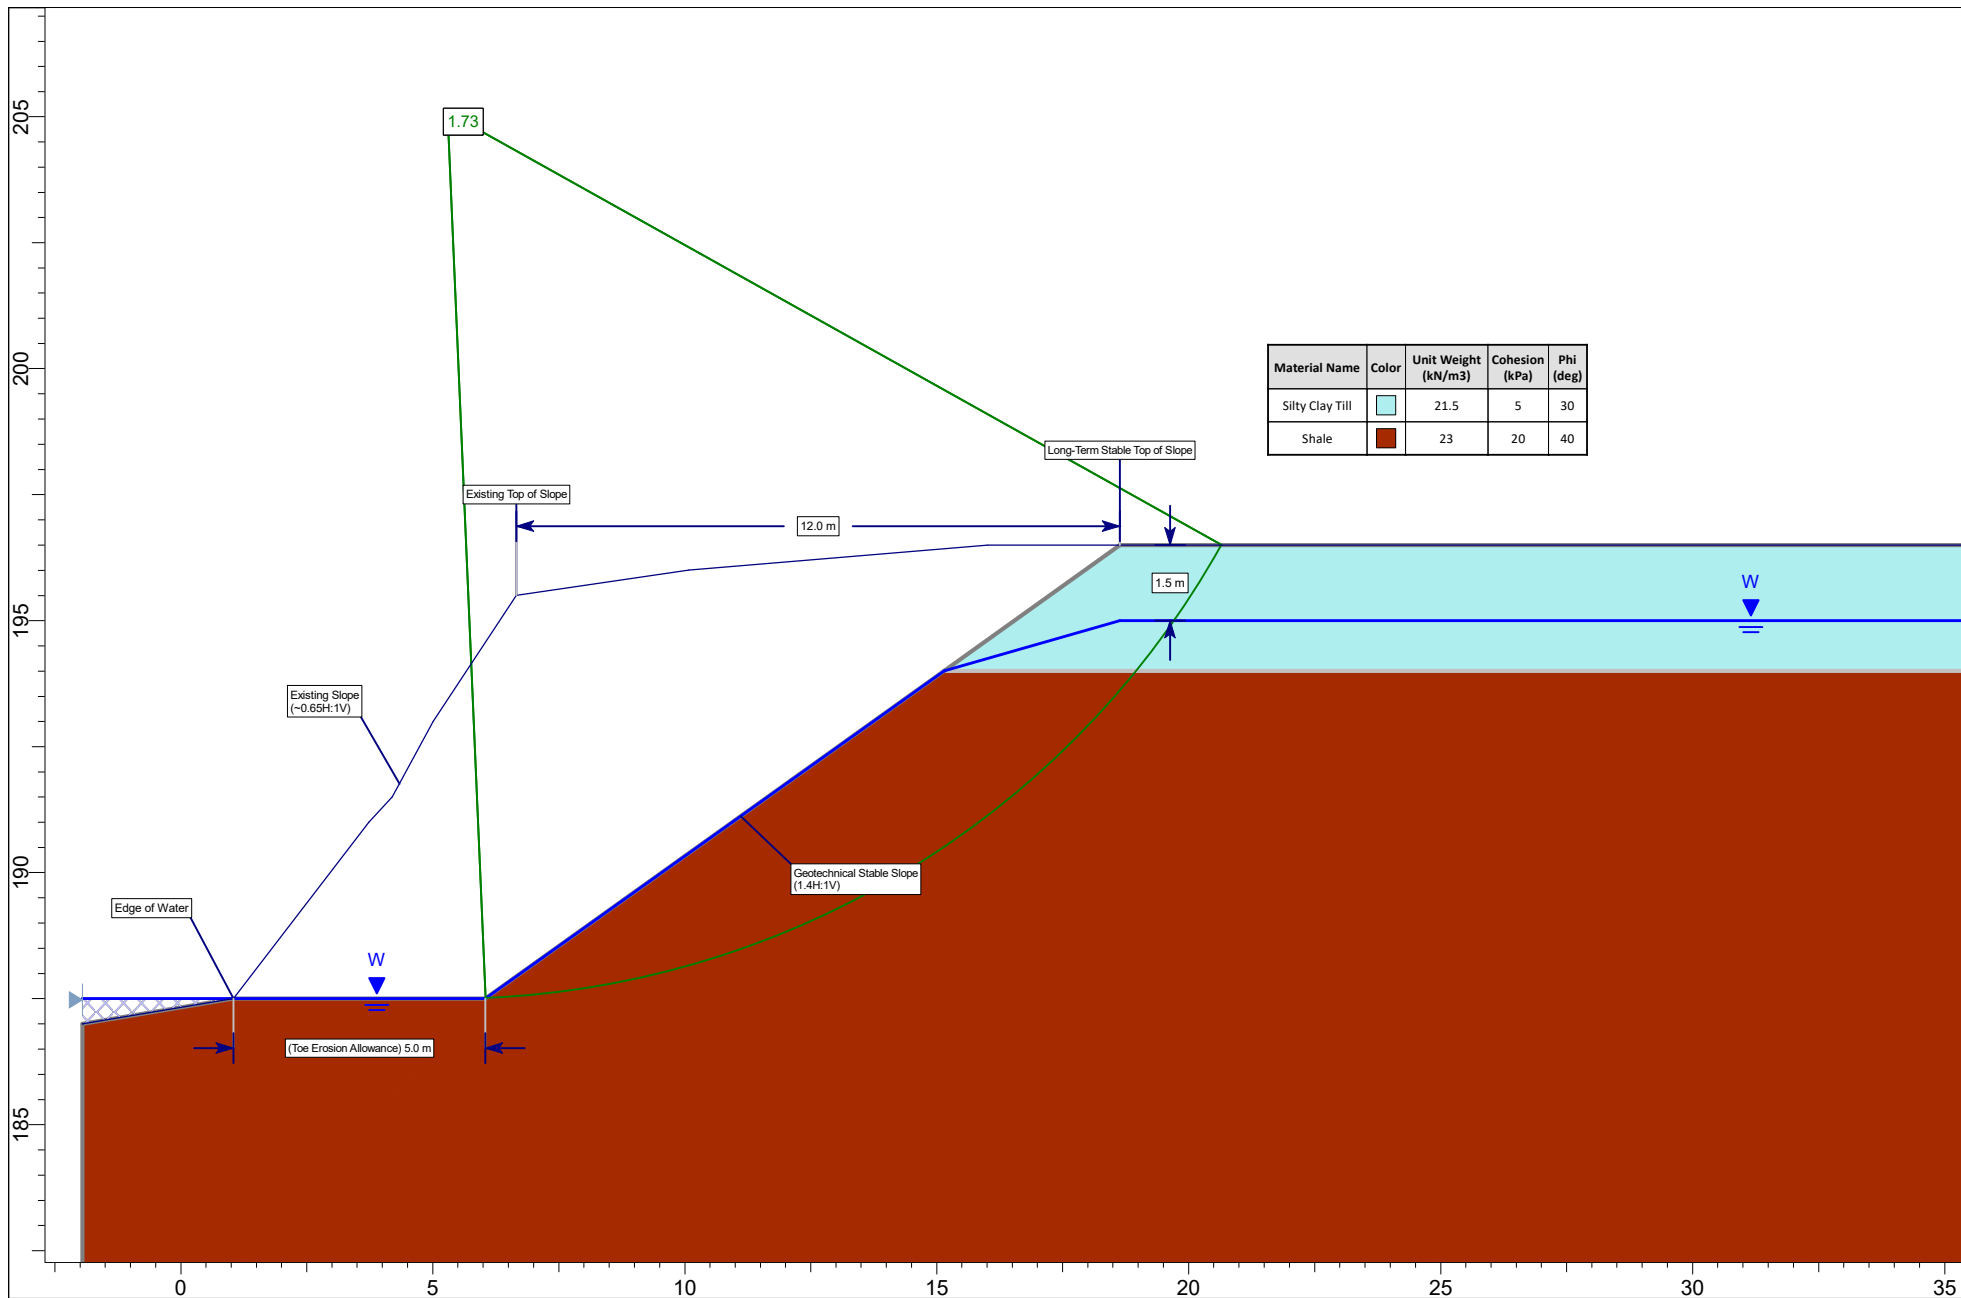 205
1.73
200
Material Name Color Unit Weight (kN/m3) Cohesion (kPa) Phi (deg)
Silty Clay Till 21.5 5 30
Shale 23 20 40
Long-Term Stable Top of Slope
Existing Top of Slope
12.0 m
1.5 m
W
195
Existing Slope
(~0.65H:1V)
190
Geotechnical Stable Slope
(1.4H:1V)
Edge of Water
W
(Toe Erosion Allowance) 5.0 m
185
0 5 10 15 20 25 30 35